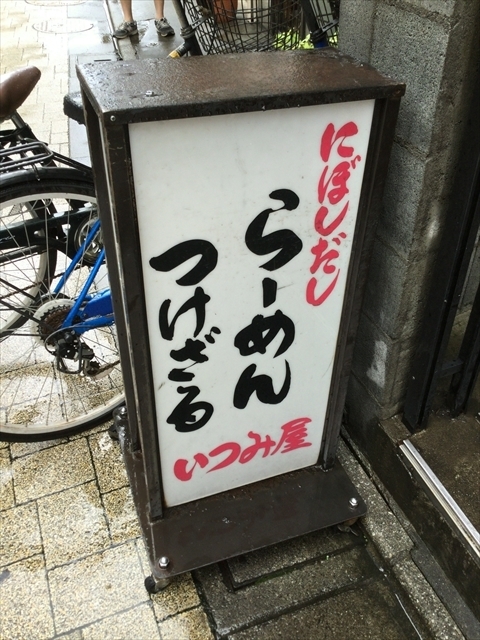 にぼしだし
らーめん
つけざる
いつみ屋